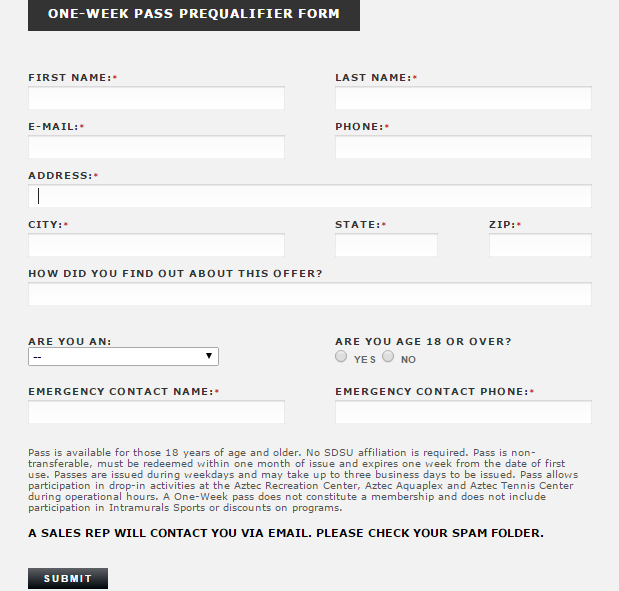 ONE-WEEK PASS PREQUALIFIER FORM
FIRST NAME:* LAST NAME:*
E-MAIL:* PHONE:*
ADDRESS:*
CITY:* STATE:* ZIP:*
HOW DID YOU FIND OUT ABOUT THIS OFFER?
ARE YOU AN: ARE YOU AGE 18 OR OVER?
-- YES NO
EMERGENCY CONTACT NAME:* EMERGENCY CONTACT PHONE:*
Pass is available for those 18 years of age and older. No SDSU affiliation is required. Pass is non-
transferable, must be redeemed within one month of issue and expires one week from the date of first
use. Passes are issued during weekdays and may take up to three business days to be issued. Pass allows
participation in drop-in activities at the Aztec Recreation Center, Aztec Aquaplex and Aztec Tennis Center
during operational hours. A One-Week pass does not constitute a membership and does not include
participation in Intramurals Sports or discounts on programs.
A SALES REP WILL CONTACT YOU VIA EMAIL. PLEASE CHECK YOUR SPAM FOLDER.
SUBMIT